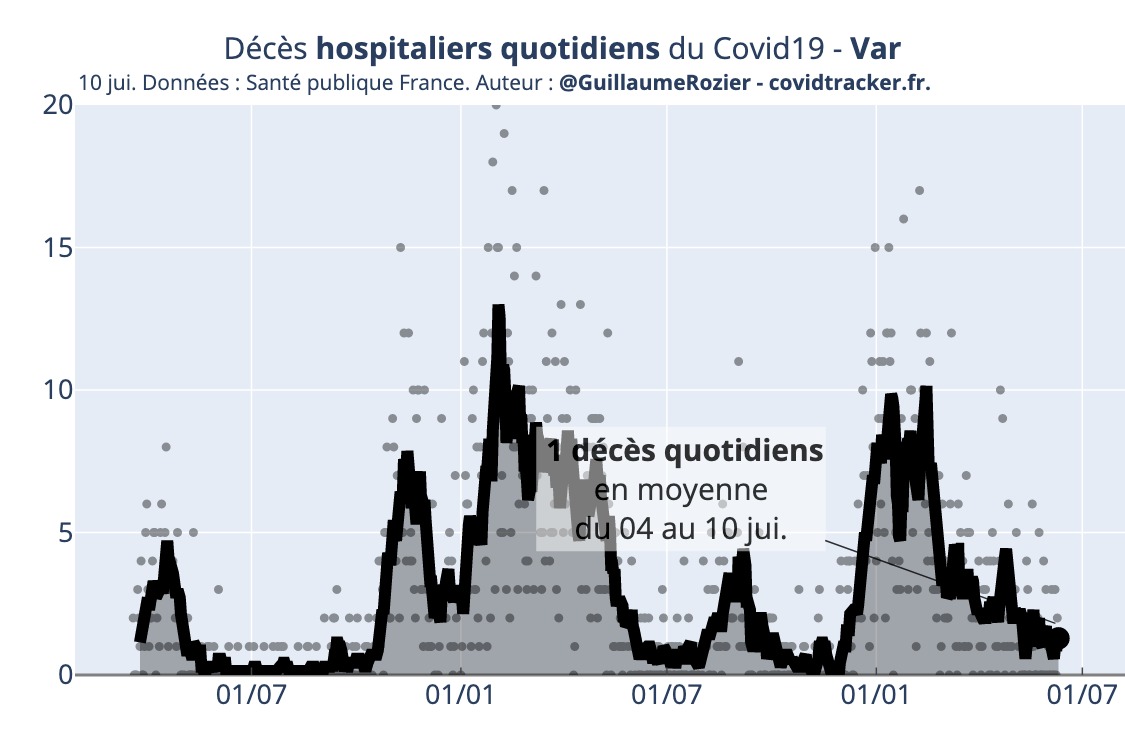 Décès hospitaliers quotidiens du Covid19 - Var
10 jui. Données : Santé publique France. Auteur : @GuillaumeRozier - covidtracker.fr.
20
15
10
5
0
1 décès quotidiens
en moyenne
du 04 au 10 jui.
01/07 01/01 01/07 01/01 01/07